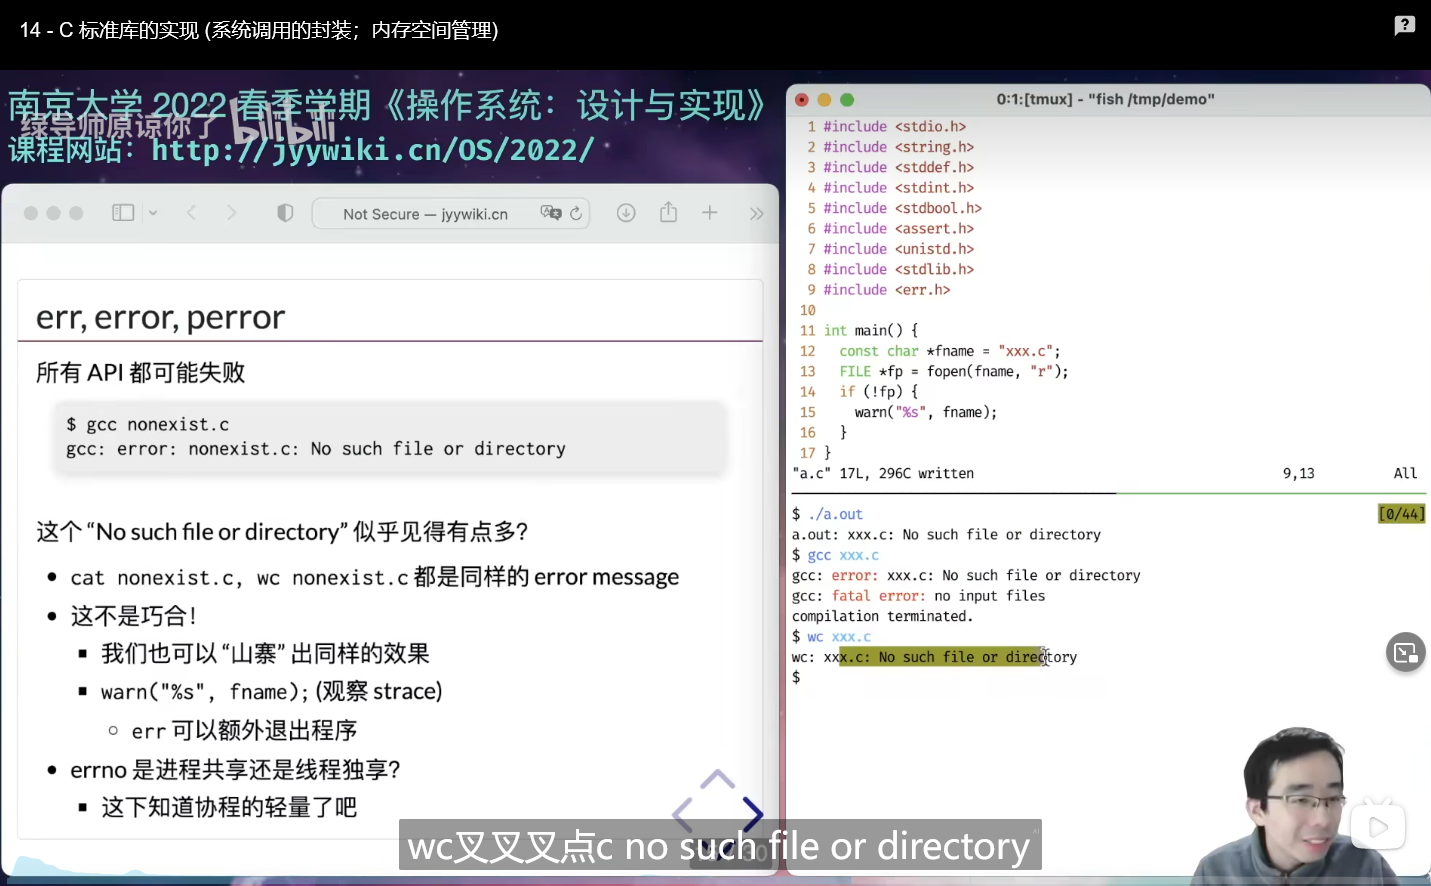 14 - C 标准库的实现 (系统调用的封装；内存空间管理)
南京大学 2022 春季学期《操作系统：设计与实现》
绿导师原谅你了 bilibili
课程网站：http://jyywiki.cn/OS/2022/
Not Secure — jyywiki.cn
err, error, perror
所有 API 都可能失败
$ gcc nonexist.c
gcc: error: nonexist.c: No such file or directory
这个 “No such file or directory” 似乎见得有点多？
cat nonexist.c, wc nonexist.c 都是同样的 error message
这不是巧合！
我们也可以 “山寨” 出同样的效果
warn("%s", fname); (观察 strace)
err 可以额外退出程序
errno 是进程共享还是线程独享？
这下知道协程的轻量了吧
0:1:[tmux] - "fish /tmp/demo"
1 #include <stdio.h>
2 #include <string.h>
3 #include <stddef.h>
4 #include <stdint.h>
5 #include <stdbool.h>
6 #include <assert.h>
7 #include <unistd.h>
8 #include <stdlib.h>
9 #include <err.h>
10
11 int main() {
12 const char *fname = "xxx.c";
13 FILE *fp = fopen(fname, "r");
14 if (!fp) {
15 warn("%s", fname);
16 }
17 }
"a.c" 17L, 296C written 9,13 All
$ ./a.out [0/44]
a.out: xxx.c: No such file or directory
$ gcc xxx.c
gcc: error: xxx.c: No such file or directory
gcc: fatal error: no input files
compilation terminated.
$ wc xxx.c
wc: xxx.c: No such file or directory
$
wc叉叉叉点c no such file or directory